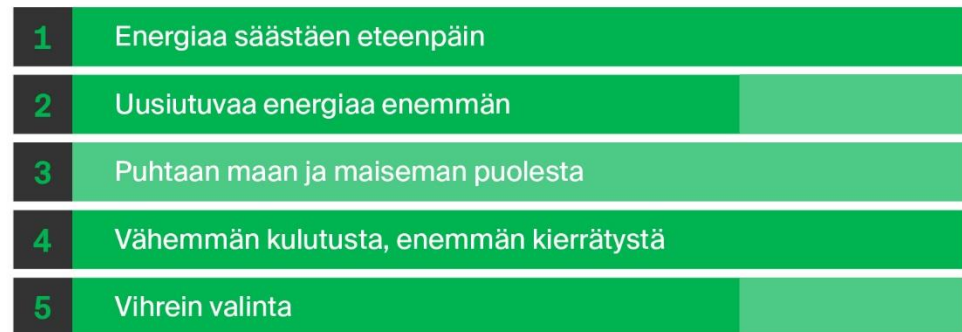 1 Energiaa säästäen eteenpäin
2 Uusiutuvaa energiaa enemmän
3 Puhtaan maan ja maiseman puolesta
4 Vähemmän kulutusta, enemmän kierrätystä
5 Vihrein valinta